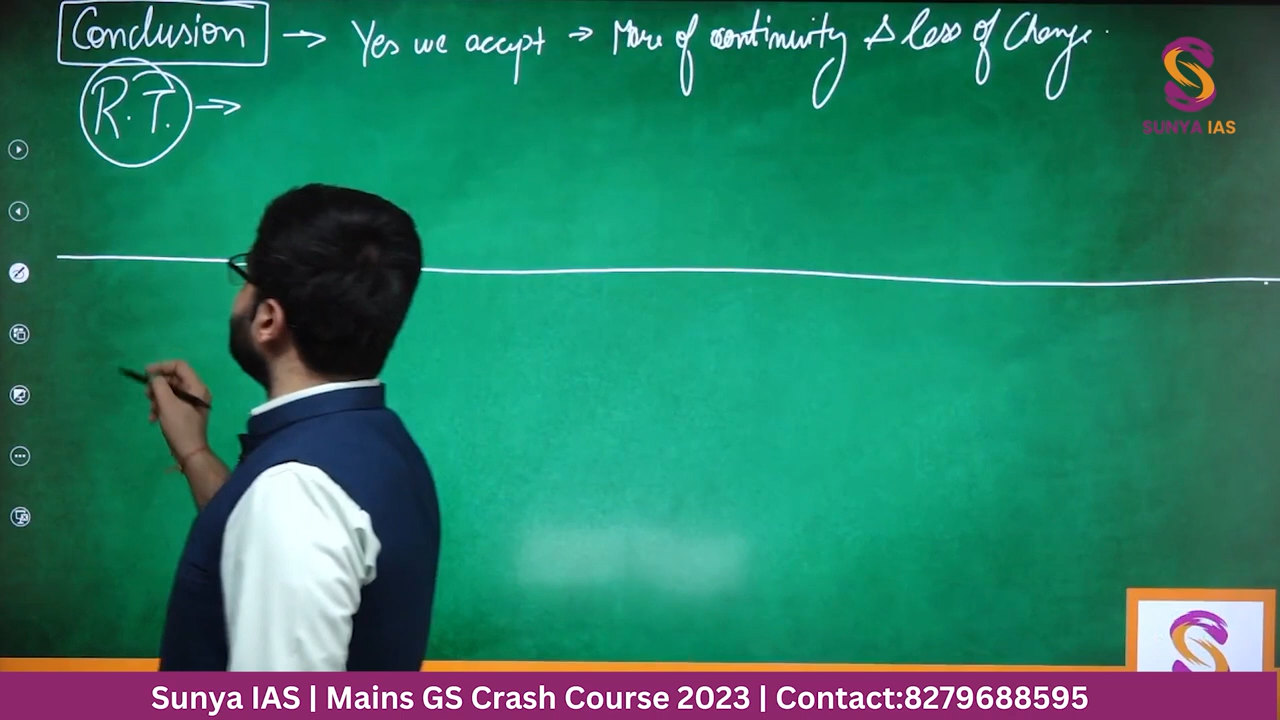 Conclusion → Yes we accept → More of continuity & less of Change.
R.T. →
SUNYA IAS
Sunya IAS | Mains GS Crash Course 2023 | Contact:8279688595